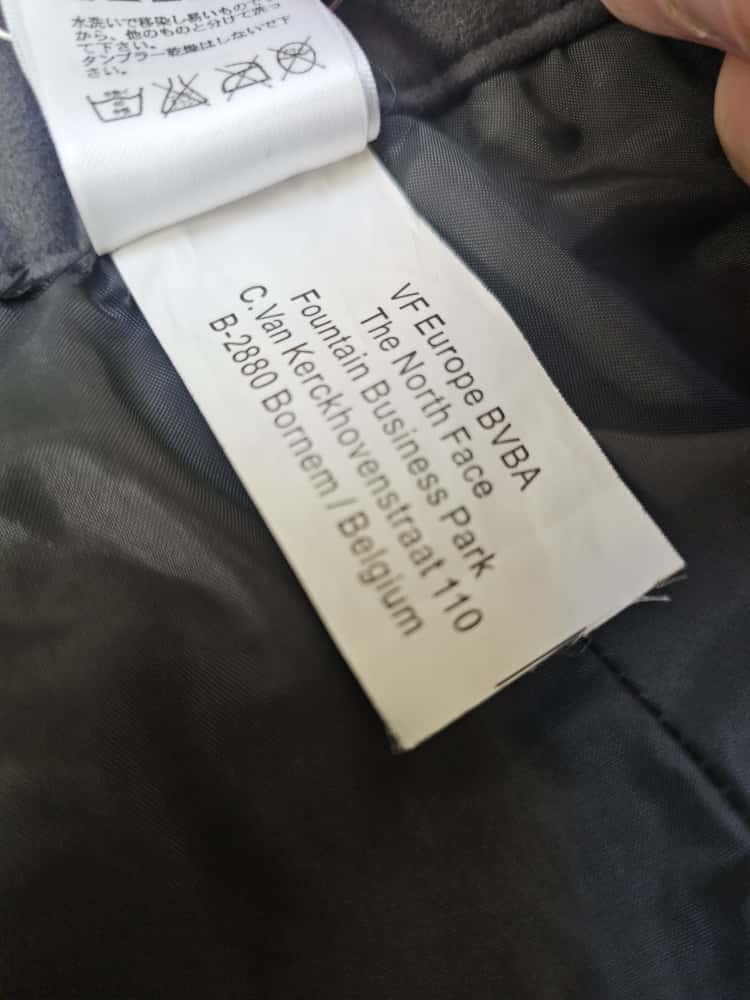 水洗いで移染し易いもので
から、他のものと分けて洗っ
て下さい。
タンブラー乾燥はしないで下
さい。
VF Europe BVBA
The North Face
Fountain Business Park
C.Van Kerckhovenstraat 110
B-2880 Bornem / Belgium